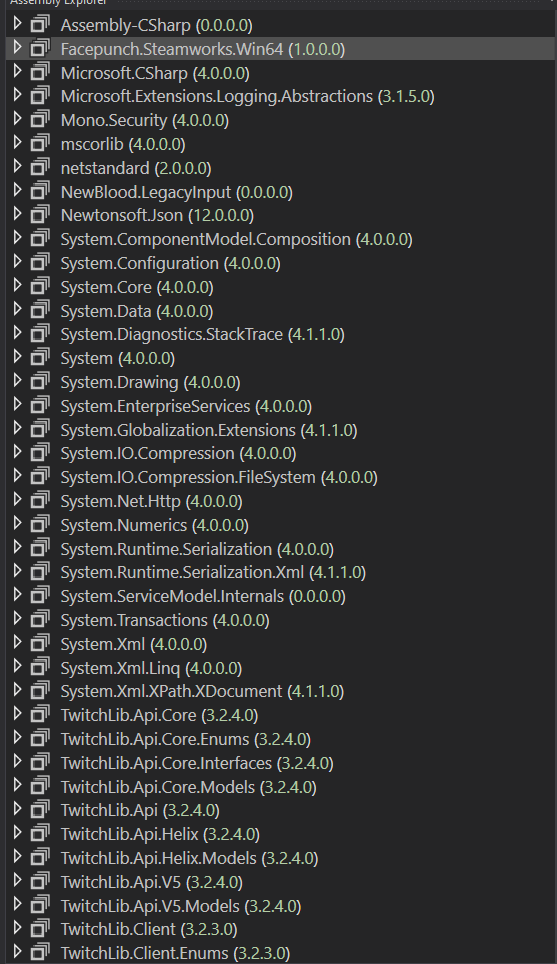 Assembly Explorer
Assembly-CSharp (0.0.0.0)
Facepunch.Steamworks.Win64 (1.0.0.0)
Microsoft.CSharp (4.0.0.0)
Microsoft.Extensions.Logging.Abstractions (3.1.5.0)
Mono.Security (4.0.0.0)
mscorlib (4.0.0.0)
netstandard (2.0.0.0)
NewBlood.LegacyInput (0.0.0.0)
Newtonsoft.Json (12.0.0.0)
System.ComponentModel.Composition (4.0.0.0)
System.Configuration (4.0.0.0)
System.Core (4.0.0.0)
System.Data (4.0.0.0)
System.Diagnostics.StackTrace (4.1.1.0)
System (4.0.0.0)
System.Drawing (4.0.0.0)
System.EnterpriseServices (4.0.0.0)
System.Globalization.Extensions (4.1.1.0)
System.IO.Compression (4.0.0.0)
System.IO.Compression.FileSystem (4.0.0.0)
System.Net.Http (4.0.0.0)
System.Numerics (4.0.0.0)
System.Runtime.Serialization (4.0.0.0)
System.Runtime.Serialization.Xml (4.1.1.0)
System.ServiceModel.Internals (0.0.0.0)
System.Transactions (4.0.0.0)
System.Xml (4.0.0.0)
System.Xml.Linq (4.0.0.0)
System.Xml.XPath.XDocument (4.1.1.0)
TwitchLib.Api.Core (3.2.4.0)
TwitchLib.Api.Core.Enums (3.2.4.0)
TwitchLib.Api.Core.Interfaces (3.2.4.0)
TwitchLib.Api.Core.Models (3.2.4.0)
TwitchLib.Api (3.2.4.0)
TwitchLib.Api.Helix (3.2.4.0)
TwitchLib.Api.Helix.Models (3.2.4.0)
TwitchLib.Api.V5 (3.2.4.0)
TwitchLib.Api.V5.Models (3.2.4.0)
TwitchLib.Client (3.2.3.0)
TwitchLib.Client.Enums (3.2.3.0)